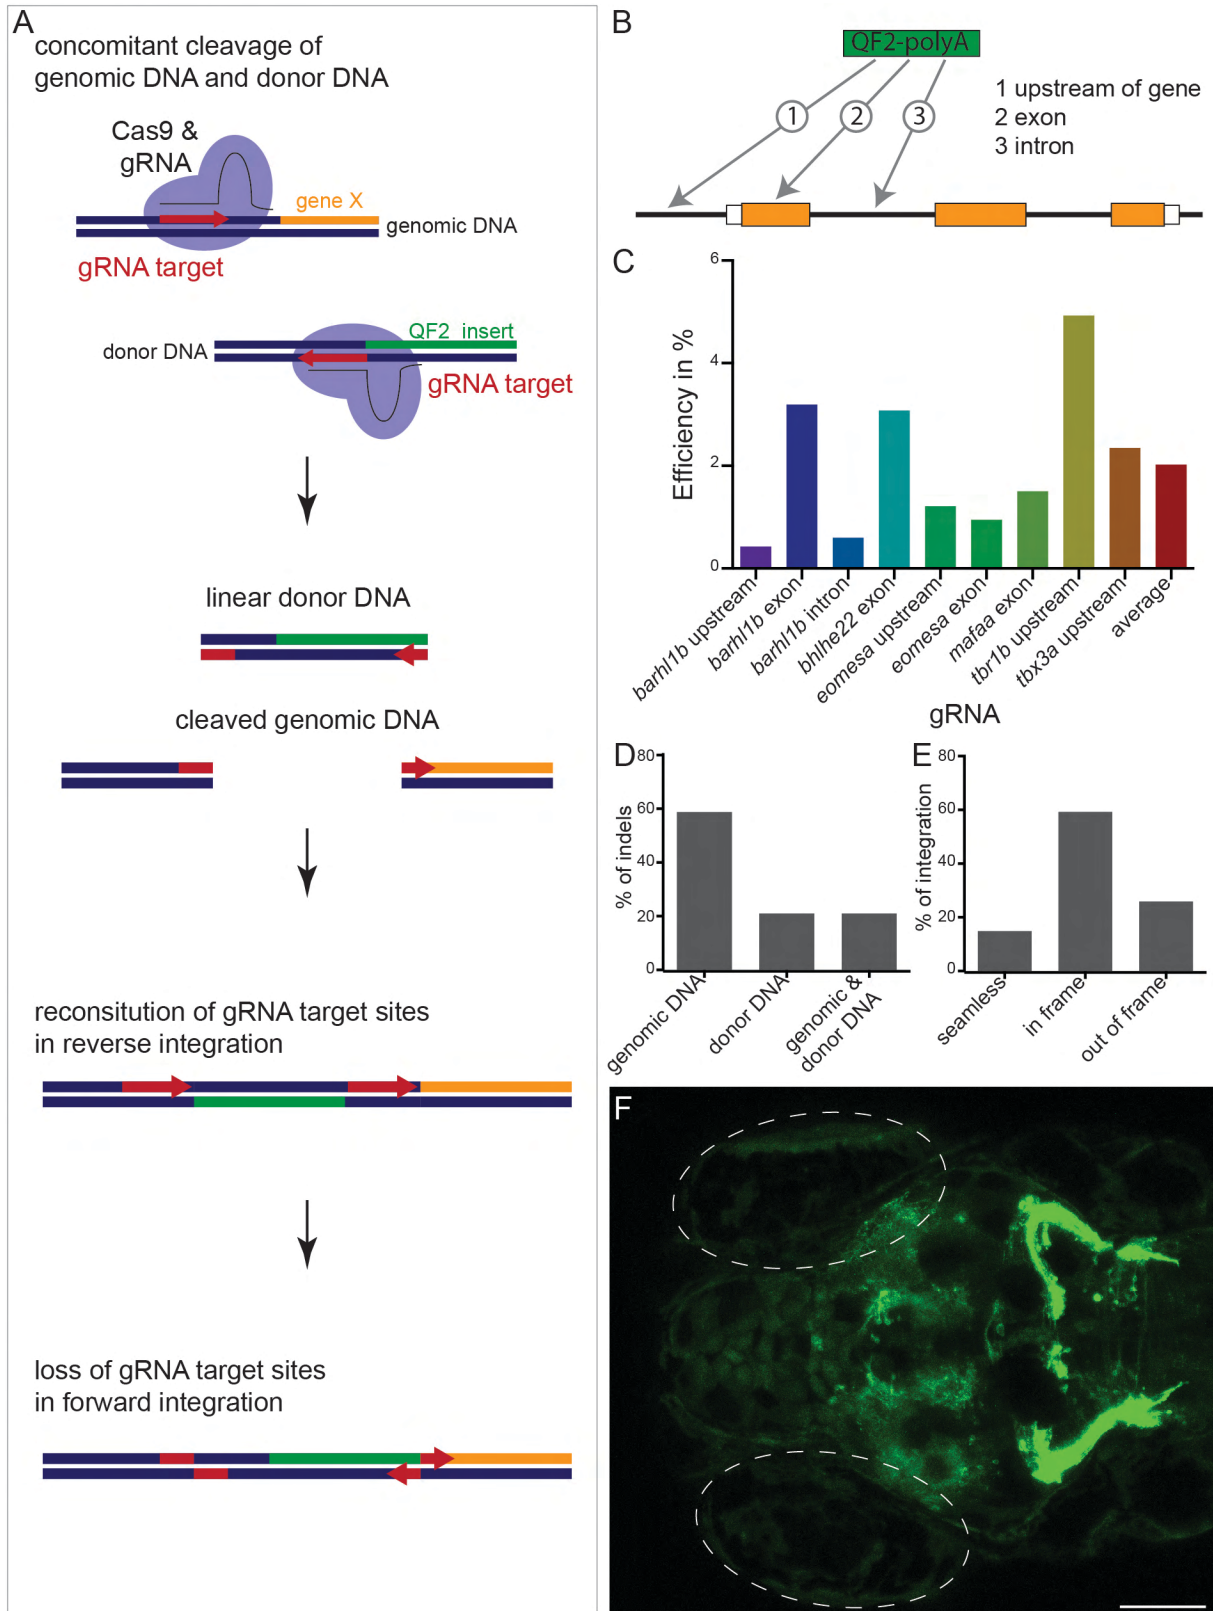 A
concomitant cleavage of
genomic DNA and donor DNA
Cas9 &
gRNA
gene X
genomic DNA
gRNA target
QF2 insert
donor DNA
gRNA target
linear donor DNA
cleaved genomic DNA
reconsitution of gRNA target sites
in reverse integration
loss of gRNA target sites
in forward integration
B
QF2-polyA
1
2
3
1 upstream of gene
2 exon
3 intron
C
Efficiency in %
6
4
2
0
barhl1b upstream
barhl1b exon
barhl1b intron
bhlhe22 exon
eomesa upstream
eomesa exon
mafaa exon
tbr1b upstream
tbx3a upstream
average
gRNA
D
% of indels
80
60
40
20
0
genomic DNA
donor DNA
genomic &
donor DNA
E
% of integration
80
60
40
20
0
seamless
in frame
out of frame
F